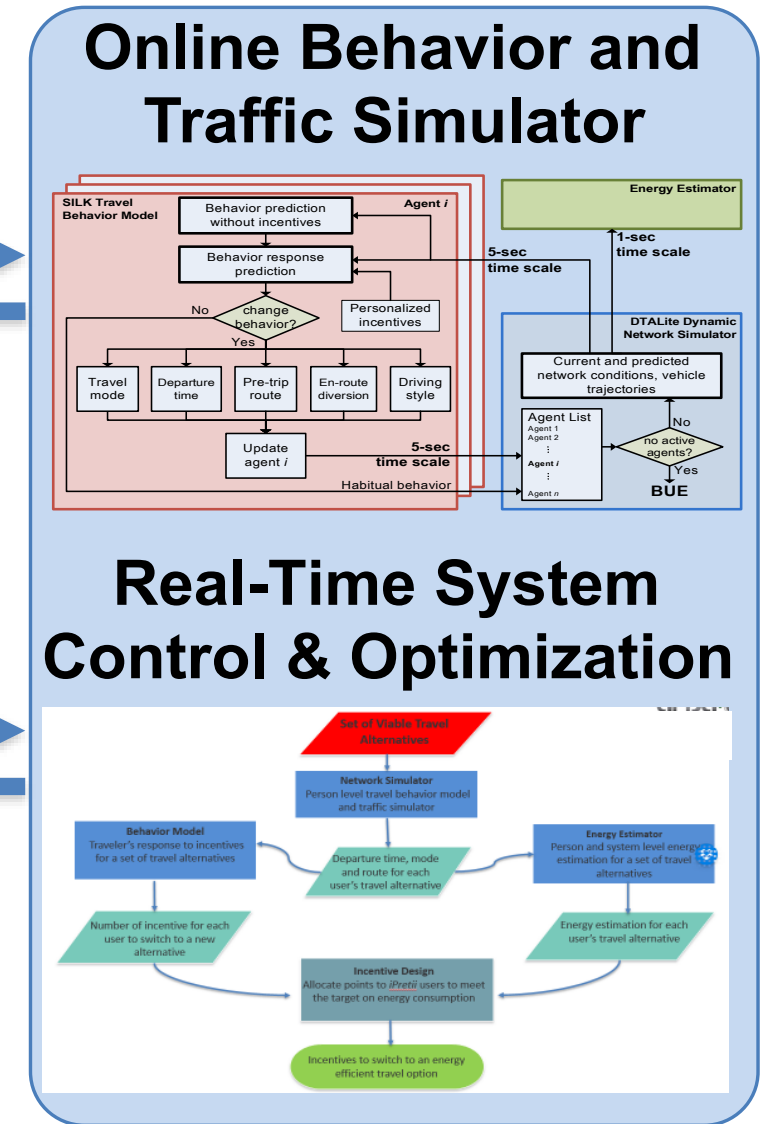 Online Behavior and
Traffic Simulator
SILK Travel
Behavior Model
Agent i
Behavior prediction
without incentives
Behavior response
prediction
Personalized
incentives
No
change
behavior?
Yes
Travel
mode
Departure
time
Pre-trip
route
En-route
diversion
Driving
style
Update
agent i
5-sec
time scale
Habitual behavior
Energy Estimator
5-sec
time scale
1-sec
time scale
DTALite Dynamic
Network Simulator
Current and predicted
network conditions, vehicle
trajectories
Agent List
Agent 1
Agent 2
⋮
Agent i
⋮
Agent n
No
no active
agents?
Yes
BUE
Real-Time System
Control & Optimization
Set of Viable Travel
Alternatives
Network Simulator
Person level travel behavior model
and traffic simulator
Behavior Model
Traveler's response to incentives
for a set of travel alternatives
Departure time, mode
and route for each
user's travel alternative
Energy Estimator
Person and system level energy
estimation for a set of travel
alternatives
Number of incentive for each
user to switch to a new
alternative
Energy estimation for each
user's travel alternative
Incentive Design
Allocate points to iPretii users to meet
the target on energy consumption
Incentives to switch to an energy
efficient travel option